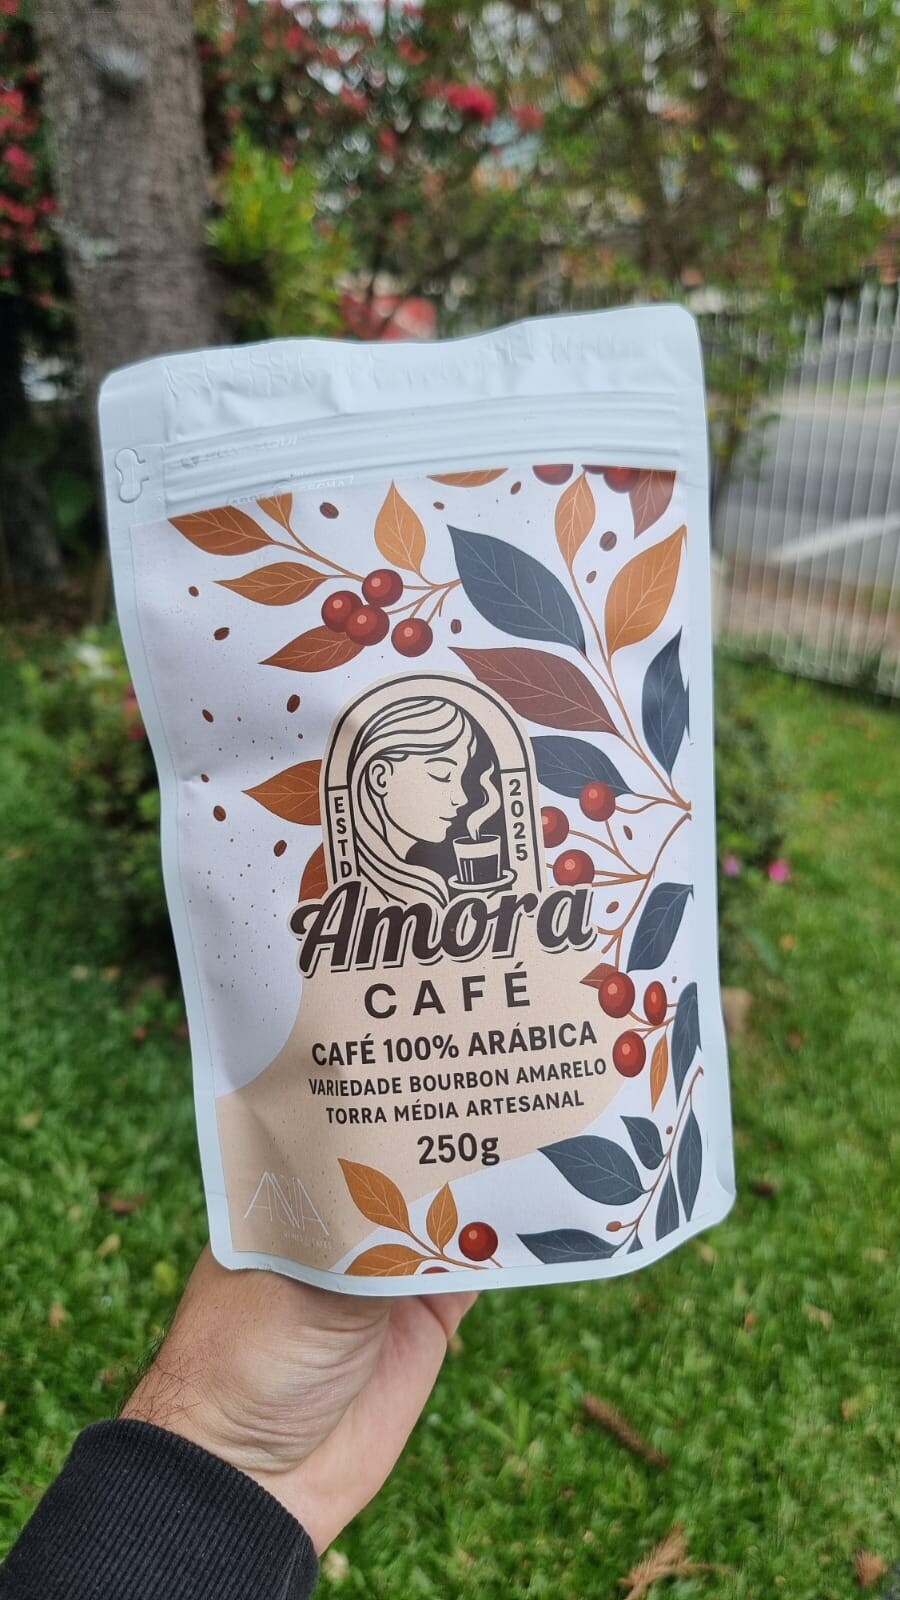 ESTD
2025
Amora
CAFÉ
CAFÉ 100% ARÁBICA
VARIEDADE BOURBON AMARELO
TORRA MÉDIA ARTESANAL
250g